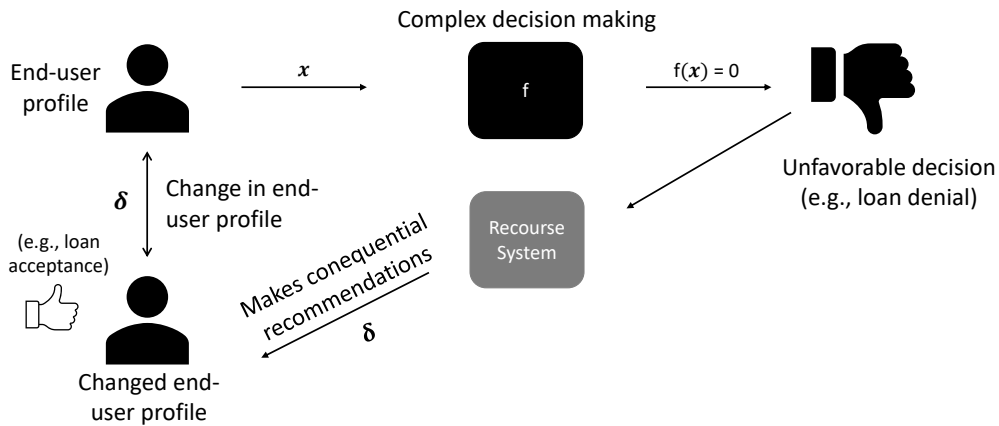 Complex decision making
End-user
profile
𝒙
f
f(𝒙) = 0
Unfavorable decision
(e.g., loan denial)
𝜹
Change in end-
user profile
Recourse
System
(e.g., loan
acceptance)
Makes conequential
recommendations
𝜹
Changed end-
user profile